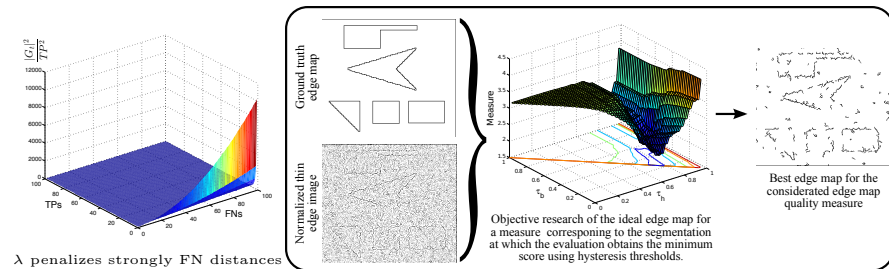 |G_t|²
TP²
12000
10000
8000
6000
4000
2000
0
100
80
60
40
20
0
TPs
0
20
40
60
80
100
FNs
λ penalizes strongly FN distances
Ground truth
edge map
Normalized thin
edge image
Measure
4.5
4
3.5
3
2.5
2
1.5
0.8
0.6
0.4
0.2
0
τ_b
0
0.2
0.4
0.6
0.8
1
τ_h
Objective research of the ideal edge map for
a measure corresponing to the segmentation
at which the evaluation obtains the minimum
score using hysteresis thresholds.
Best edge map for the
considerated edge map
quality measure